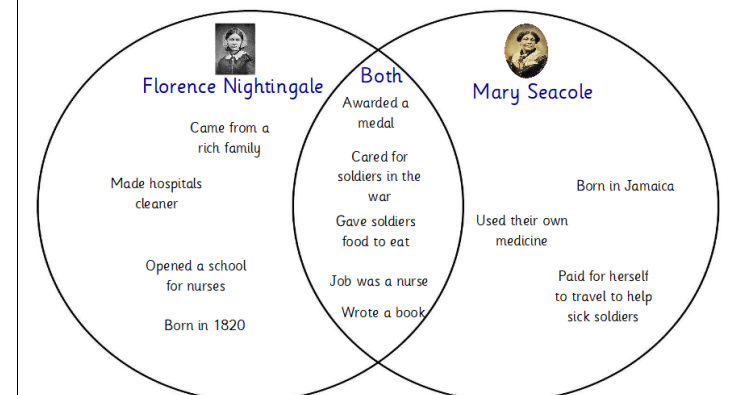 Florence Nightingale
Came from a
rich family
Made hospitals
cleaner
Opened a school
for nurses
Born in 1820
Both
Awarded a
medal
Cared for
soldiers in the
war
Gave soldiers
food to eat
Job was a nurse
Wrote a book
Mary Seacole
Born in Jamaica
Used their own
medicine
Paid for herself
to travel to help
sick soldiers